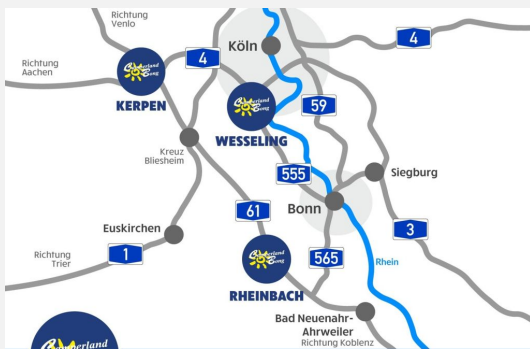 Richtung
Venlo
Köln
4
4
Richtung
Aachen
59
KERPEN
WESSELING
Kreuz
Bliesheim
555
Siegburg
61
Bonn
Euskirchen
3
1
Richtung
Trier
565
Rhein
RHEINBACH
Bad Neuenahr-
Ahrweiler
Richtung Koblenz